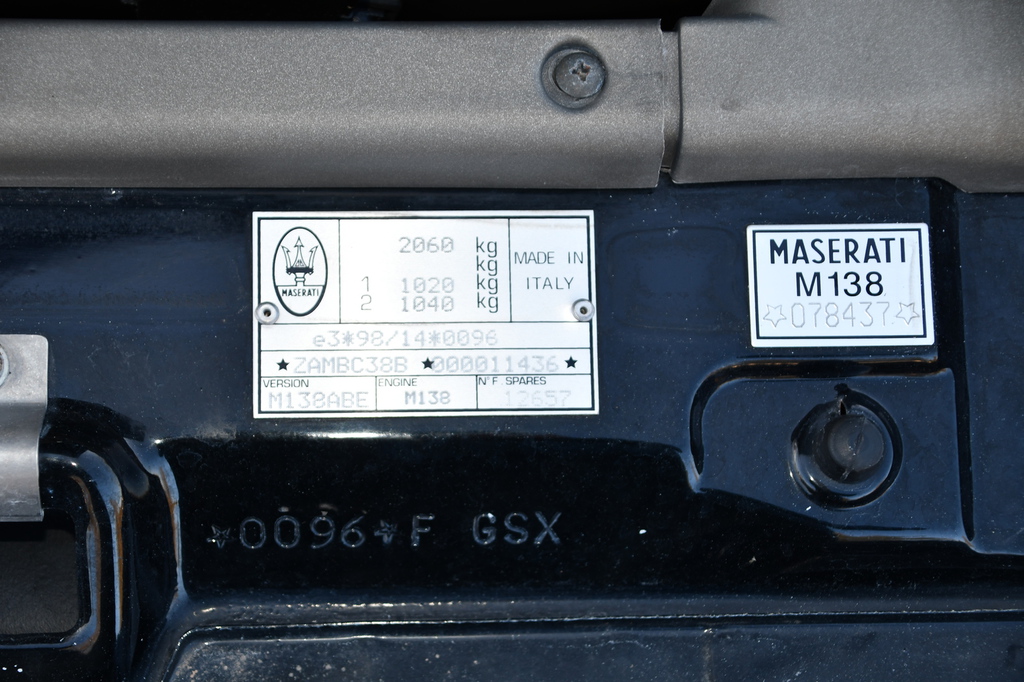 2060 kg
kg
1 1020 kg
2 1040 kg
MADE IN
ITALY
MASERATI
e3*98/14*0096
★ ZAMBC38B ★000011436 ★
VERSION ENGINE N°F. SPARES
M138ABE M138 12657
MASERATI
M138
☆078437☆
☆0096☆F GSX